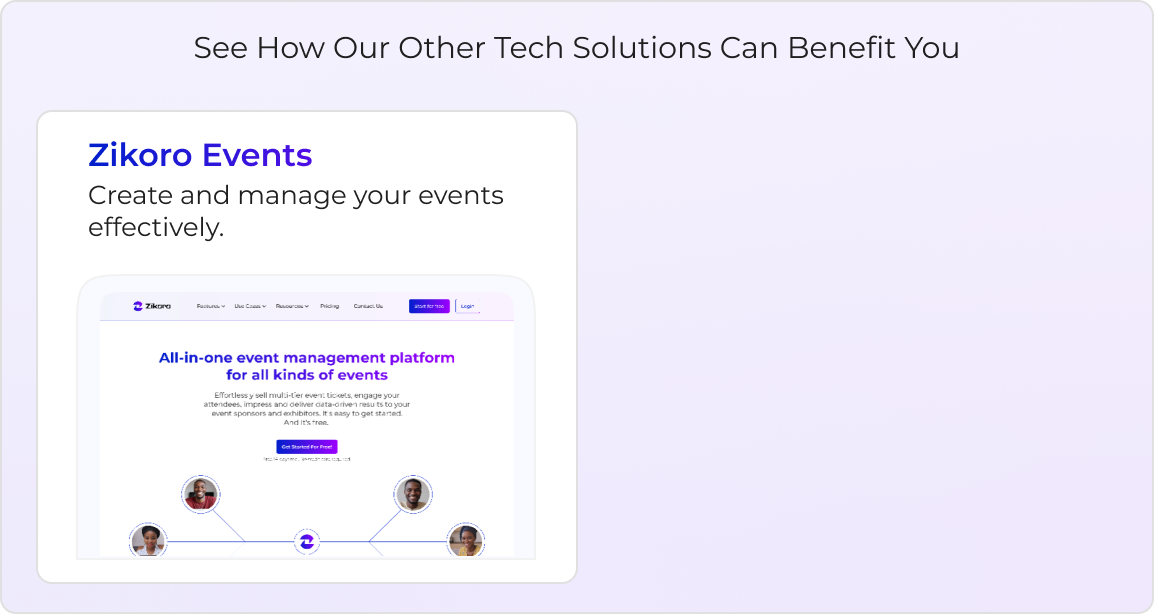 See How Our Other Tech Solutions Can Benefit You
Zikoro Events
Create and manage your events
effectively.
Zikoro Features Use Cases Resources Pricing Contact Us Start for free Login
All-in-one event management platform
for all kinds of events
Effortlessly sell multi-tier event tickets, engage your
attendees, impress and deliver data-driven results to your
event sponsors and exhibitors. It's easy to get started.
And it's free.
Get Started For Free!